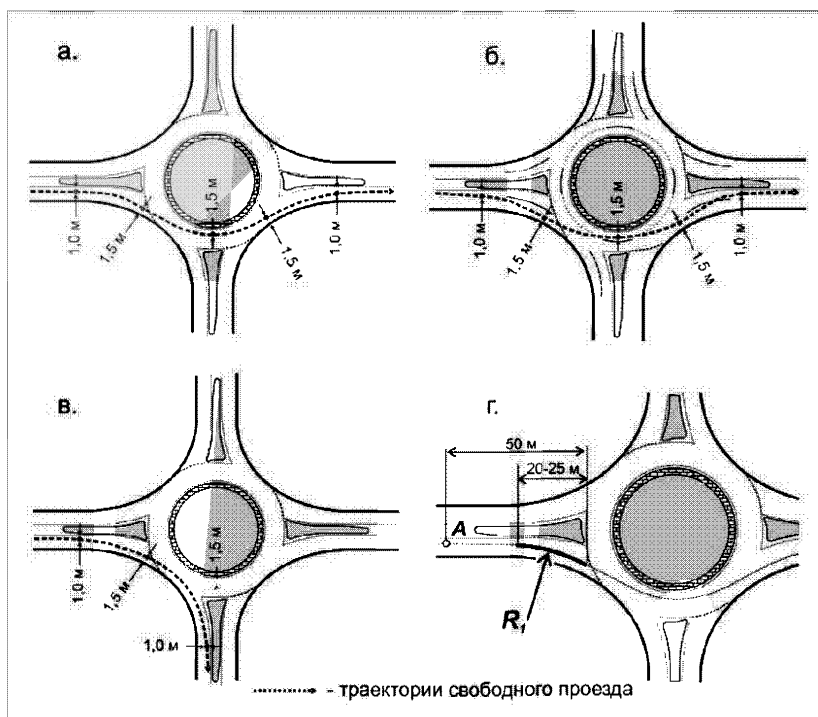 а.
1,0 м
1,5 м
1,5 м
1,5 м
1,0 м
б.
1,0 м
1,5 м
1,5 м
1,5 м
1,0 м
в.
1,0 м
1,5 м
1,5 м
1,0 м
г.
50 м
20-25 м
A
R₁
- траектории свободного проезда